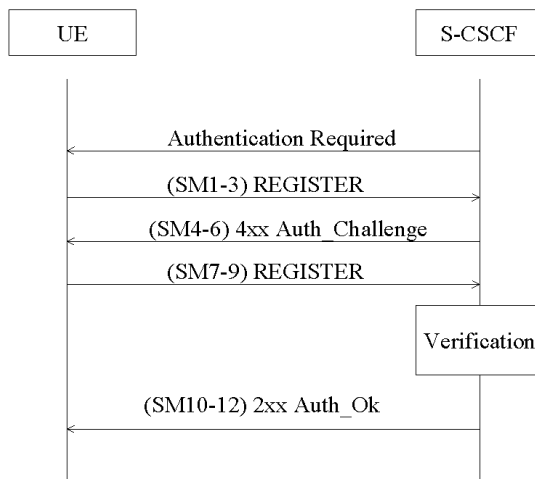 UE
S-CSCF
Authentication Required
(SM1-3) REGISTER
(SM4-6) 4xx Auth_Challenge
(SM7-9) REGISTER
Verification
(SM10-12) 2xx Auth_Ok